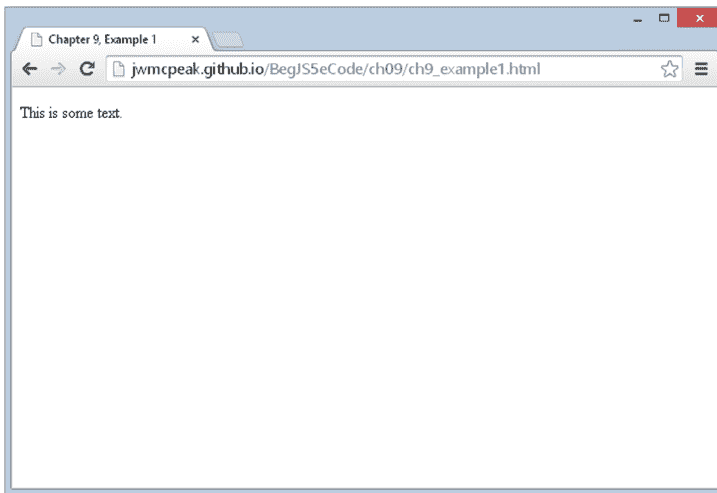 Chapter 9, Example 1
jwmcpeak.github.io/BegJS5eCode/ch09/ch9_example1.html
This is some text.